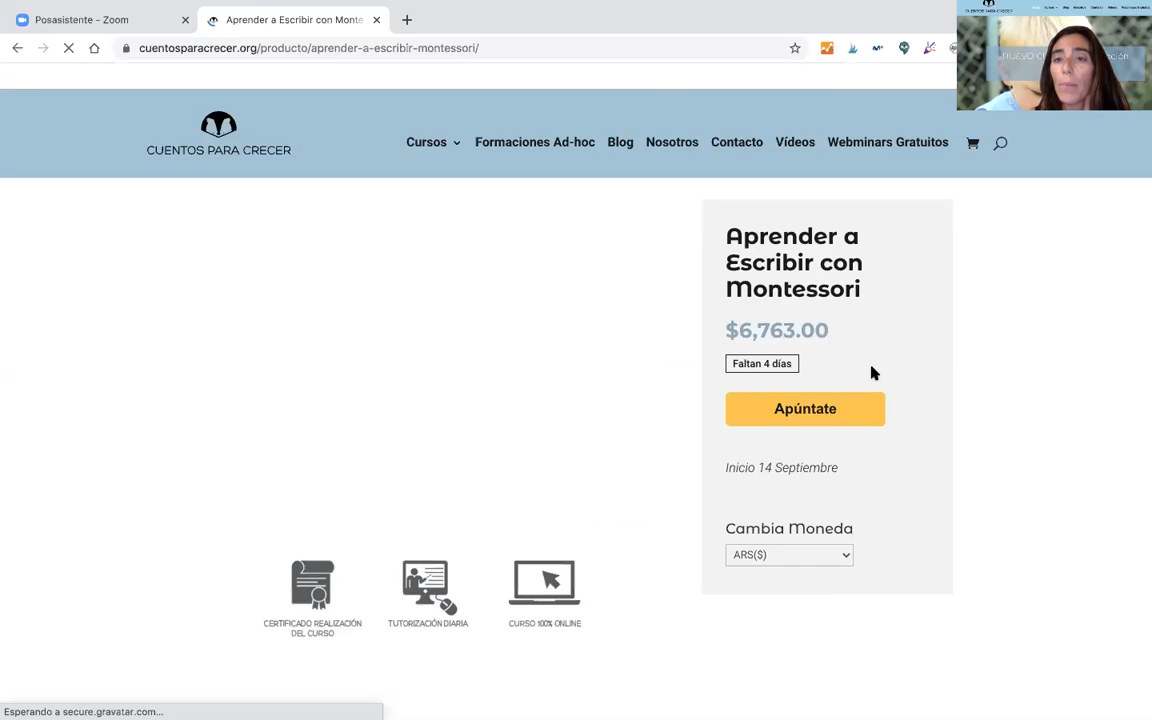 Posasistente - Zoom
Aprender a Escribir con Monte
cuentosparacrecer.org/producto/aprender-a-escribir-montessori/
CUENTOS PARA CRECER
Cursos
Formaciones Ad-hoc
Blog
Nosotros
Contacto
Vídeos
Webminars Gratuitos
Aprender a
Escribir con
Montessori
$6,763.00
Faltan 4 días
Apúntate
Inicio 14 Septiembre
Cambia Moneda
ARS($)
CERTIFICADO REALIZACIÓN
DEL CURSO
TUTORIZACIÓN DIARIA
CURSO 100% ONLINE
Esperando a secure.gravatar.com...